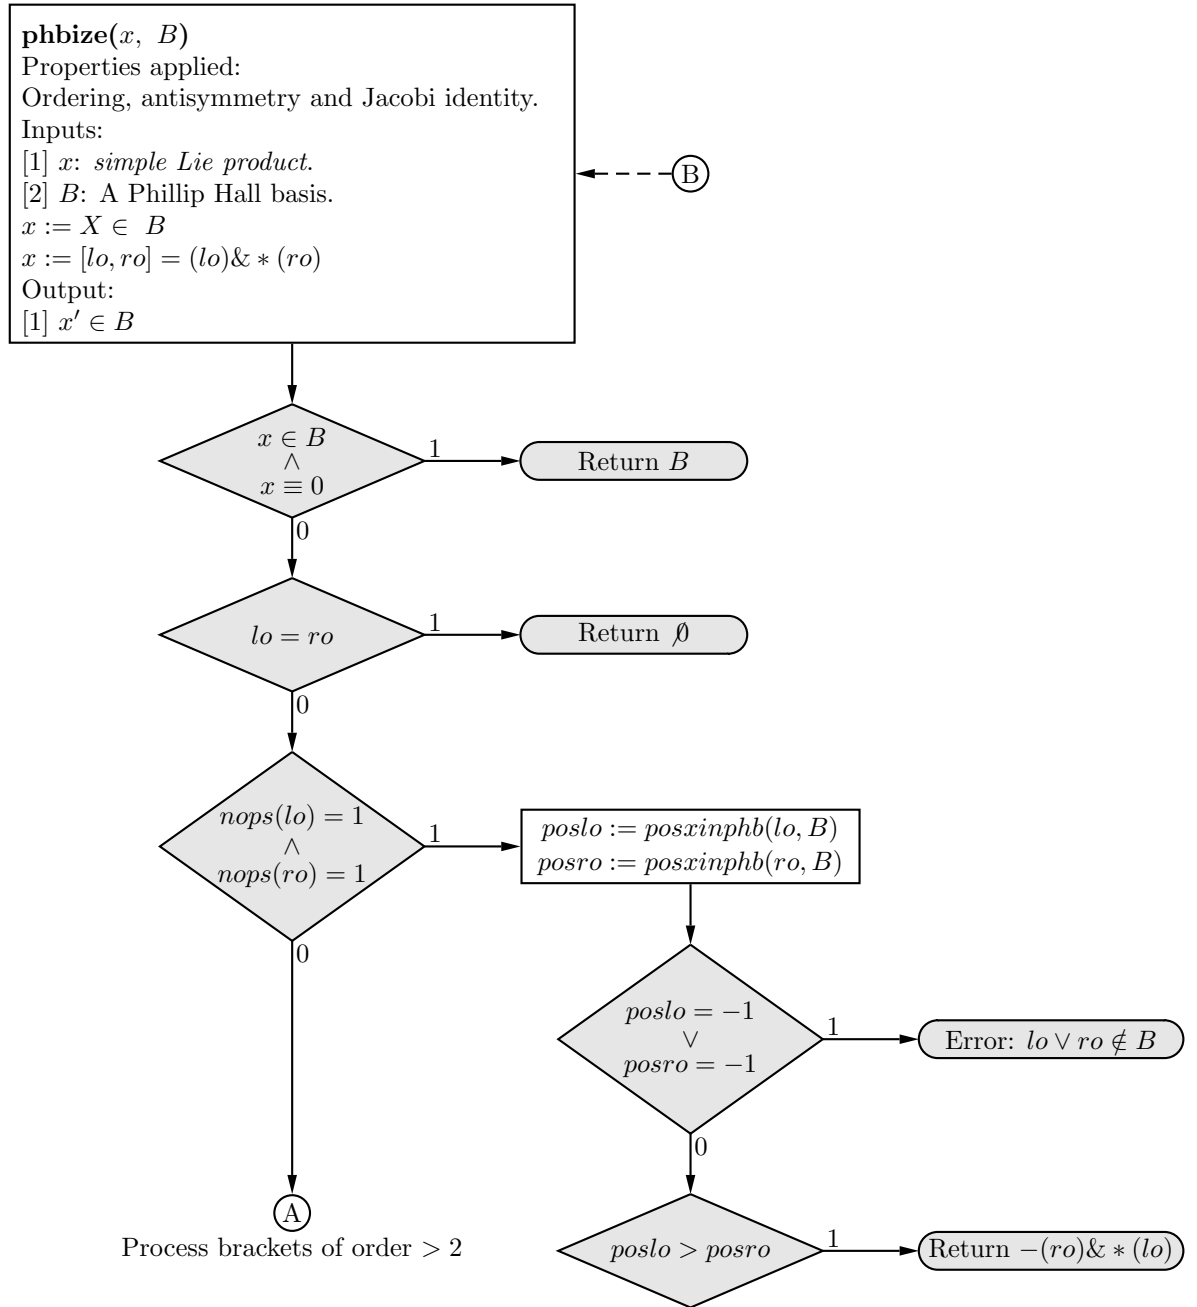 phbize(x, B)
Properties applied:
Ordering, antisymmetry and Jacobi identity.
Inputs:
[1] x: simple Lie product.
[2] B: A Phillip Hall basis.
x := X ∈ B
x := [lo, ro] = (lo)& ∗ (ro)
Output:
[1] x′ ∈ B
B
x ∈ B
∧
x ≡ 0
1
Return B
0
lo = ro
1
Return ∅
0
nops(lo) = 1
∧
nops(ro) = 1
1
poslo := posxinphb(lo, B)
posro := posxinphb(ro, B)
0
poslo = −1
∨
posro = −1
1
Error: lo ∨ ro ∉ B
0
A
Process brackets of order > 2
poslo > posro
1
Return −(ro)& ∗ (lo)